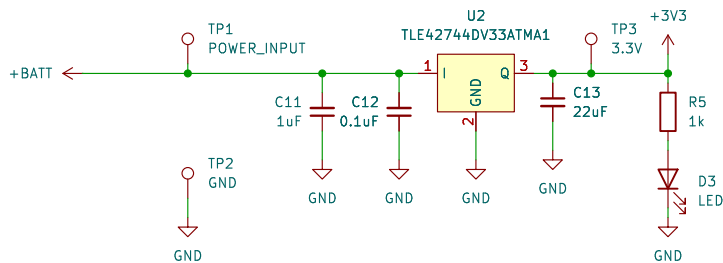 +BATT
TP1
POWER_INPUT
U2
TLE42744DV33ATMA1
TP3
3.3V
+3V3
1
I
Q
3
GND
2
C11
1uF
C12
0.1uF
C13
22uF
R5
1k
TP2
GND
D3
LED
GND
GND
GND
GND
GND
GND